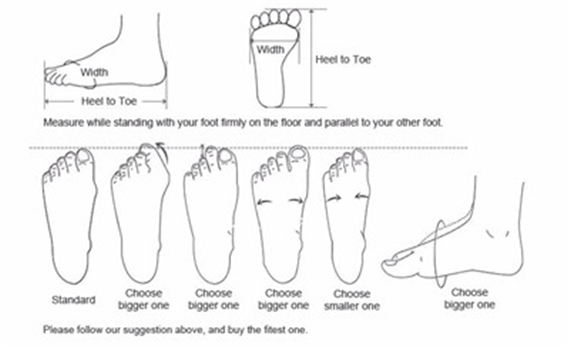 Width
Heel to Toe
Width
Heel to Toe
Measure while standing with your foot firmly on the floor and parallel to your other foot.
Standard
Choose
bigger one
Choose
bigger one
Choose
bigger one
Choose
smaller one
Choose
bigger one
Please follow our suggestion above, and buy the fitest one.